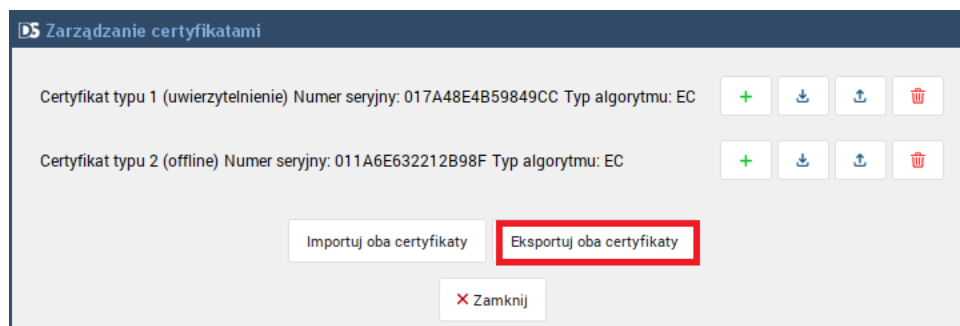 DS Zarządzanie certyfikatami
Certyfikat typu 1 (uwierzytelnienie) Numer seryjny: 017A48E4B59849CC Typ algorytmu: EC
Certyfikat typu 2 (offline) Numer seryjny: 011A6E632212B98F Typ algorytmu: EC
Importuj oba certyfikaty Eksportuj oba certyfikaty
Zamknij